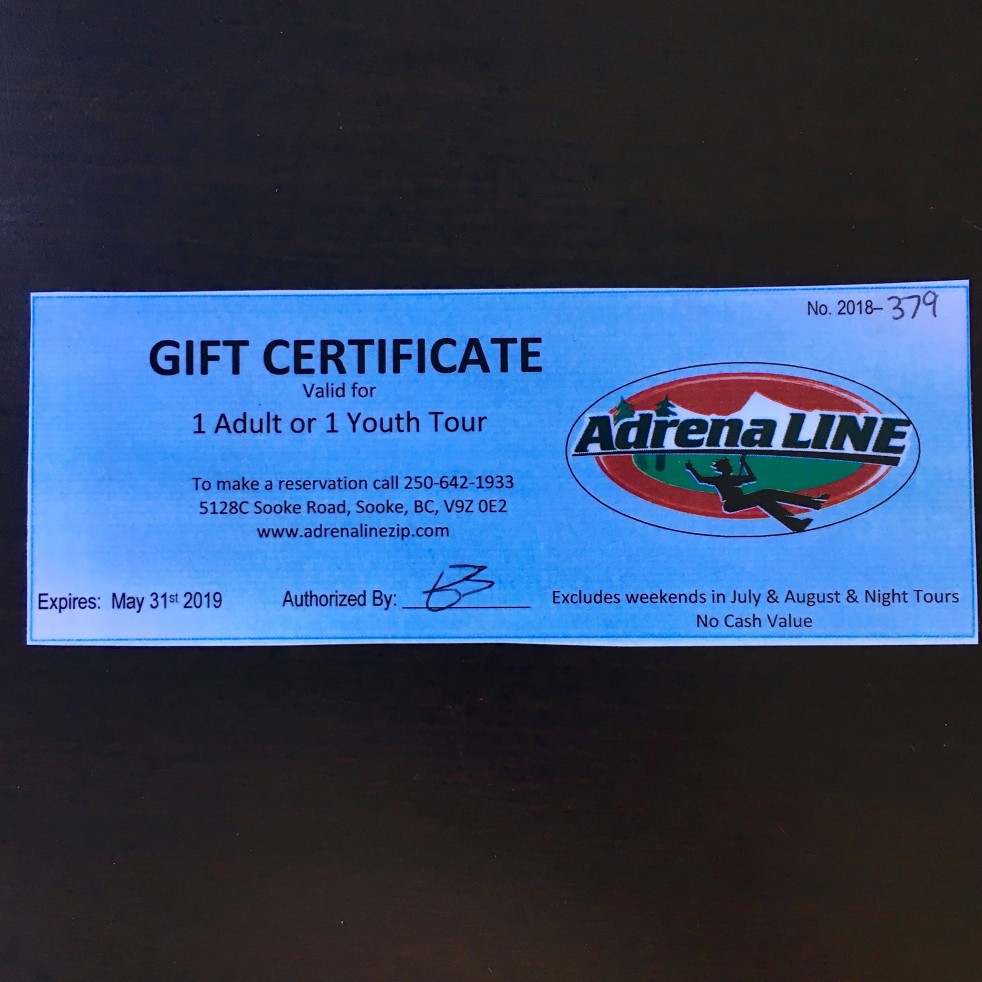 No. 2018-379
GIFT CERTIFICATE
Valid for
1 Adult or 1 Youth Tour
AdrenaLINE
To make a reservation call 250-642-1933
5128C Sooke Road, Sooke, BC, V9Z 0E2
www.adrenalinezip.com
Expires: May 31st 2019
Authorized By:
Excludes weekends in July & August & Night Tours
No Cash Value